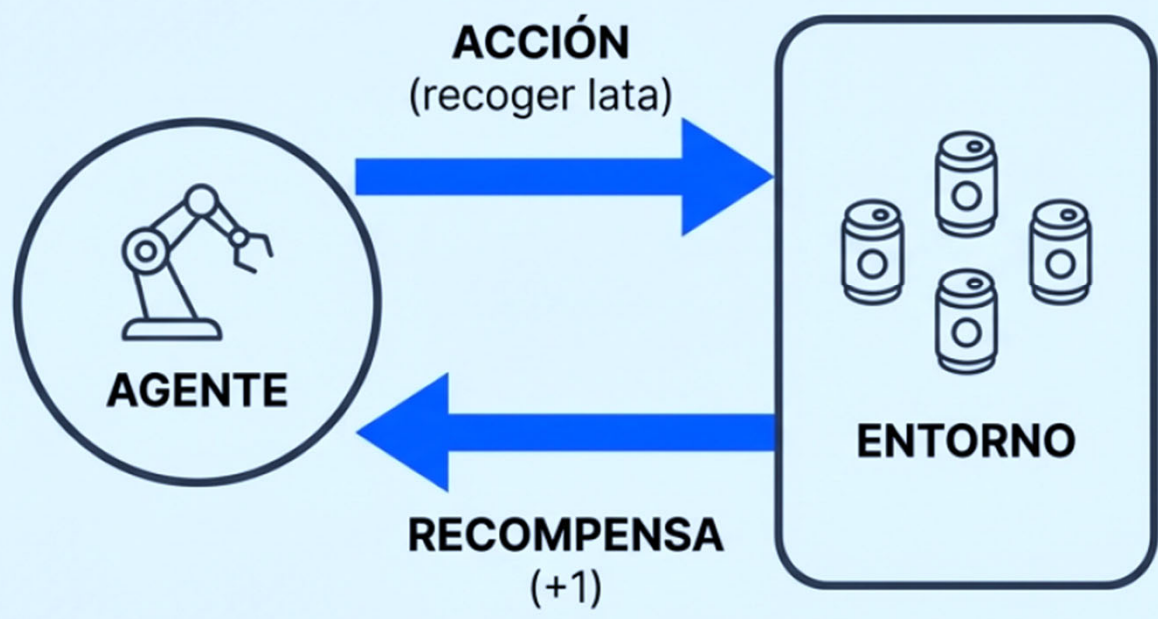 ACCIÓN
(recoger lata)
AGENTE
ENTORNO
RECOMPENSA
(+1)